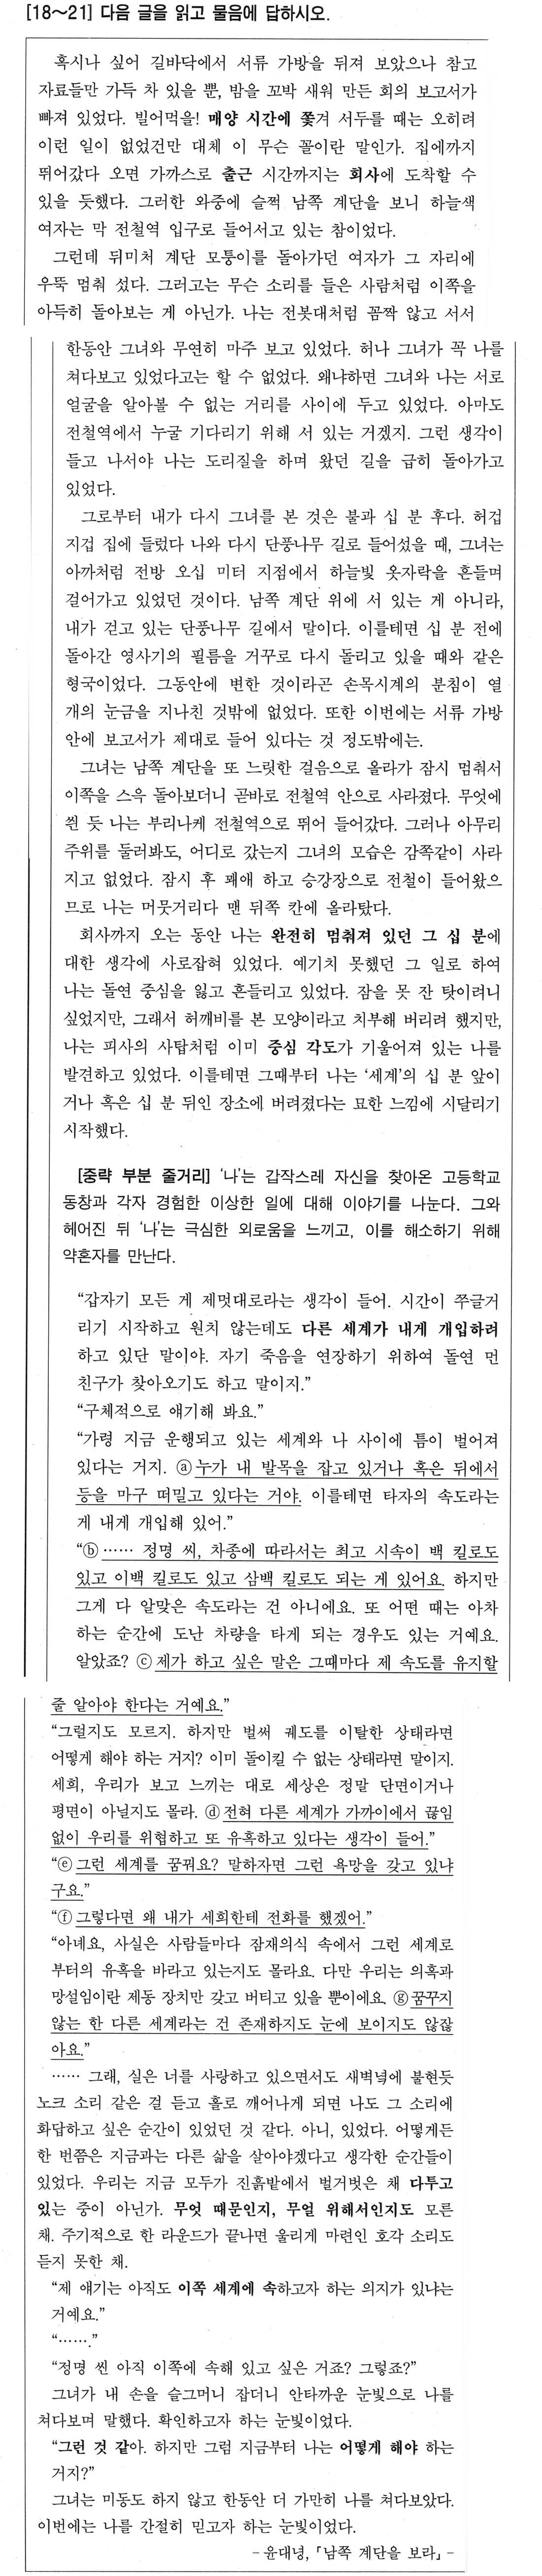 [18～21] 다음 글을 읽고 물음에 답하시오.
혹시나 싶어 길바닥에서 서류 가방을 뒤져 보았으나 참고
자료들만 가득 차 있을 뿐, 밤을 꼬박 새워 만든 회의 보고서가
빠져 있었다. 빌어먹을! 매양 시간에 쫓겨 서두를 때는 오히려
이런 일이 없었건만 대체 이 무슨 꼴이란 말인가. 집에까지
뛰어갔다 오면 가까스로 출근 시간까지는 회사에 도착할 수
있을 듯했다. 그러한 와중에 슬쩍 남쪽 계단을 보니 하늘색
여자는 막 전철역 입구로 들어서고 있는 참이었다.
그런데 뒤미처 계단 모퉁이를 돌아가던 여자가 그 자리에
우뚝 멈춰 섰다. 그러고는 무슨 소리를 들은 사람처럼 이쪽을
아득히 돌아보는 게 아닌가. 나는 전봇대처럼 꼼짝 않고 서서
한동안 그녀와 무연히 마주 보고 있었다. 허나 그녀가 꼭 나를
쳐다보고 있었다고는 할 수 없었다. 왜냐하면 그녀와 나는 서로
얼굴을 알아볼 수 없는 거리를 사이에 두고 있었다. 아마도
전철역에서 누굴 기다리기 위해 서 있는 거겠지. 그런 생각이
들고 나서야 나는 도리질을 하며 왔던 길을 급히 돌아가고
있었다.
그로부터 내가 다시 그녀를 본 것은 불과 십 분 후다. 허겁
지겁 집에 들렀다 나와 다시 단풍나무 길로 들어섰을 때, 그녀는
아까처럼 전방 오십 미터 지점에서 하늘빛 옷자락을 흔들며
걸어가고 있었던 것이다. 남쪽 계단 위에 서 있는 게 아니라,
내가 걷고 있는 단풍나무 길에서 말이다. 이를테면 십 분 전에
돌아간 영사기의 필름을 거꾸로 다시 돌리고 있을 때와 같은
형국이었다. 그동안에 변한 것이라곤 손목시계의 분침이 열
개의 눈금을 지나친 것밖에 없었다. 또한 이번에는 서류 가방
안에 보고서가 제대로 들어 있다는 것 정도밖에는.
그녀는 남쪽 계단을 또 느릿한 걸음으로 올라가 잠시 멈춰서
이쪽을 스윽 돌아보더니 곧바로 전철역 안으로 사라졌다. 무엇에
씐 듯 나는 부리나케 전철역으로 뛰어 들어갔다. 그러나 아무리
주위를 둘러봐도, 어디로 갔는지 그녀의 모습은 감쪽같이 사라
지고 없었다. 잠시 후 꽤애 하고 승강장으로 전철이 들어왔으
므로 나는 머뭇거리다 맨 뒤쪽 칸에 올라탔다.
회사까지 오는 동안 나는 완전히 멈춰져 있던 그 십 분에
대한 생각에 사로잡혀 있었다. 예기치 못했던 그 일로 하여
나는 돌연 중심을 잃고 흔들리고 있었다. 잠을 못 잔 탓이려니
싶었지만, 그래서 허깨비를 본 모양이라고 치부해 버리려 했지만,
나는 피사의 사탑처럼 이미 중심 각도가 기울어져 있는 나를
발견하고 있었다. 이를테면 그때부터 나는 ‘세계’의 십 분 앞이
거나 혹은 십 분 뒤인 장소에 버려졌다는 묘한 느낌에 시달리기
시작했다.
[중략 부분 줄거리] ‘나’는 갑작스레 자신을 찾아온 고등학교
동창과 각자 경험한 이상한 일에 대해 이야기를 나눈다. 그와
헤어진 뒤 ‘나’는 극심한 외로움을 느끼고, 이를 해소하기 위해
약혼자를 만난다.
“갑자기 모든 게 제멋대로라는 생각이 들어. 시간이 쭈글거
리기 시작하고 원치 않는데도 다른 세계가 내게 개입하려
하고 있단 말이야. 자기 죽음을 연장하기 위하여 돌연 먼
친구가 찾아오기도 하고 말이지.”
“구체적으로 얘기해 봐요.”
“가령 지금 운행되고 있는 세계와 나 사이에 틈이 벌어져
있다는 거지. ⓐ누가 내 발목을 잡고 있거나 혹은 뒤에서
등을 마구 떠밀고 있다는 거야. 이를테면 타자의 속도라는
게 내게 개입해 있어.”
“ⓑ…… 정명 씨, 차종에 따라서는 최고 시속이 백 킬로도
있고 이백 킬로도 있고 삼백 킬로도 되는 게 있어요. 하지만
그게 다 알맞은 속도라는 건 아니에요. 또 어떤 때는 아차
하는 순간에 도난 차량을 타게 되는 경우도 있는 거예요.
알았죠? ⓒ제가 하고 싶은 말은 그때마다 제 속도를 유지할
줄 알아야 한다는 거예요.”
“그럴지도 모르지. 하지만 벌써 궤도를 이탈한 상태라면
어떻게 해야 하는 거지? 이미 돌이킬 수 없는 상태라면 말이지.
세희, 우리가 보고 느끼는 대로 세상은 정말 단면이거나
평면이 아닐지도 몰라. ⓓ전혀 다른 세계가 가까이에서 끊임
없이 우리를 위협하고 또 유혹하고 있다는 생각이 들어.”
“ⓔ그런 세계를 꿈꿔요? 말하자면 그런 욕망을 갖고 있냐
구요.”
“ⓕ그렇다면 왜 내가 세희한테 전화를 했겠어.”
“아녜요, 사실은 사람들마다 잠재의식 속에서 그런 세계로
부터의 유혹을 바라고 있는지도 몰라요. 다만 우리는 의혹과
망설임이란 제동 장치만 갖고 버티고 있을 뿐이에요. ⓖ꿈꾸지
않는 한 다른 세계라는 건 존재하지도 눈에 보이지도 않잖
아요.”
…… 그래, 실은 너를 사랑하고 있으면서도 새벽녘에 불현듯
노크 소리 같은 걸 듣고 홀로 깨어나게 되면 나도 그 소리에
화답하고 싶은 순간이 있었던 것 같다. 아니, 있었다. 어떻게든
한 번쯤은 지금과는 다른 삶을 살아야겠다고 생각한 순간들이
있었다. 우리는 지금 모두가 진흙밭에서 벌거벗은 채 다투고
있는 중이 아닌가. 무엇 때문인지, 무얼 위해서인지도 모른
채. 주기적으로 한 라운드가 끝나면 울리게 마련인 호각 소리도
듣지 못한 채.
“제 얘기는 아직도 이쪽 세계에 속하고자 하는 의지가 있냐는
거예요.”
“…….”
“정명 씬 아직 이쪽에 속해 있고 싶은 거죠? 그렇죠?”
그녀가 내 손을 슬그머니 잡더니 안타까운 눈빛으로 나를
쳐다보며 말했다. 확인하고자 하는 눈빛이었다.
“그런 것 같아. 하지만 그럼 지금부터 나는 어떻게 해야 하는
거지?”
그녀는 미동도 하지 않고 한동안 더 가만히 나를 쳐다보았다.
이번에는 나를 간절히 믿고자 하는 눈빛이었다.
- 윤대녕, 「남쪽 계단을 보라」 -